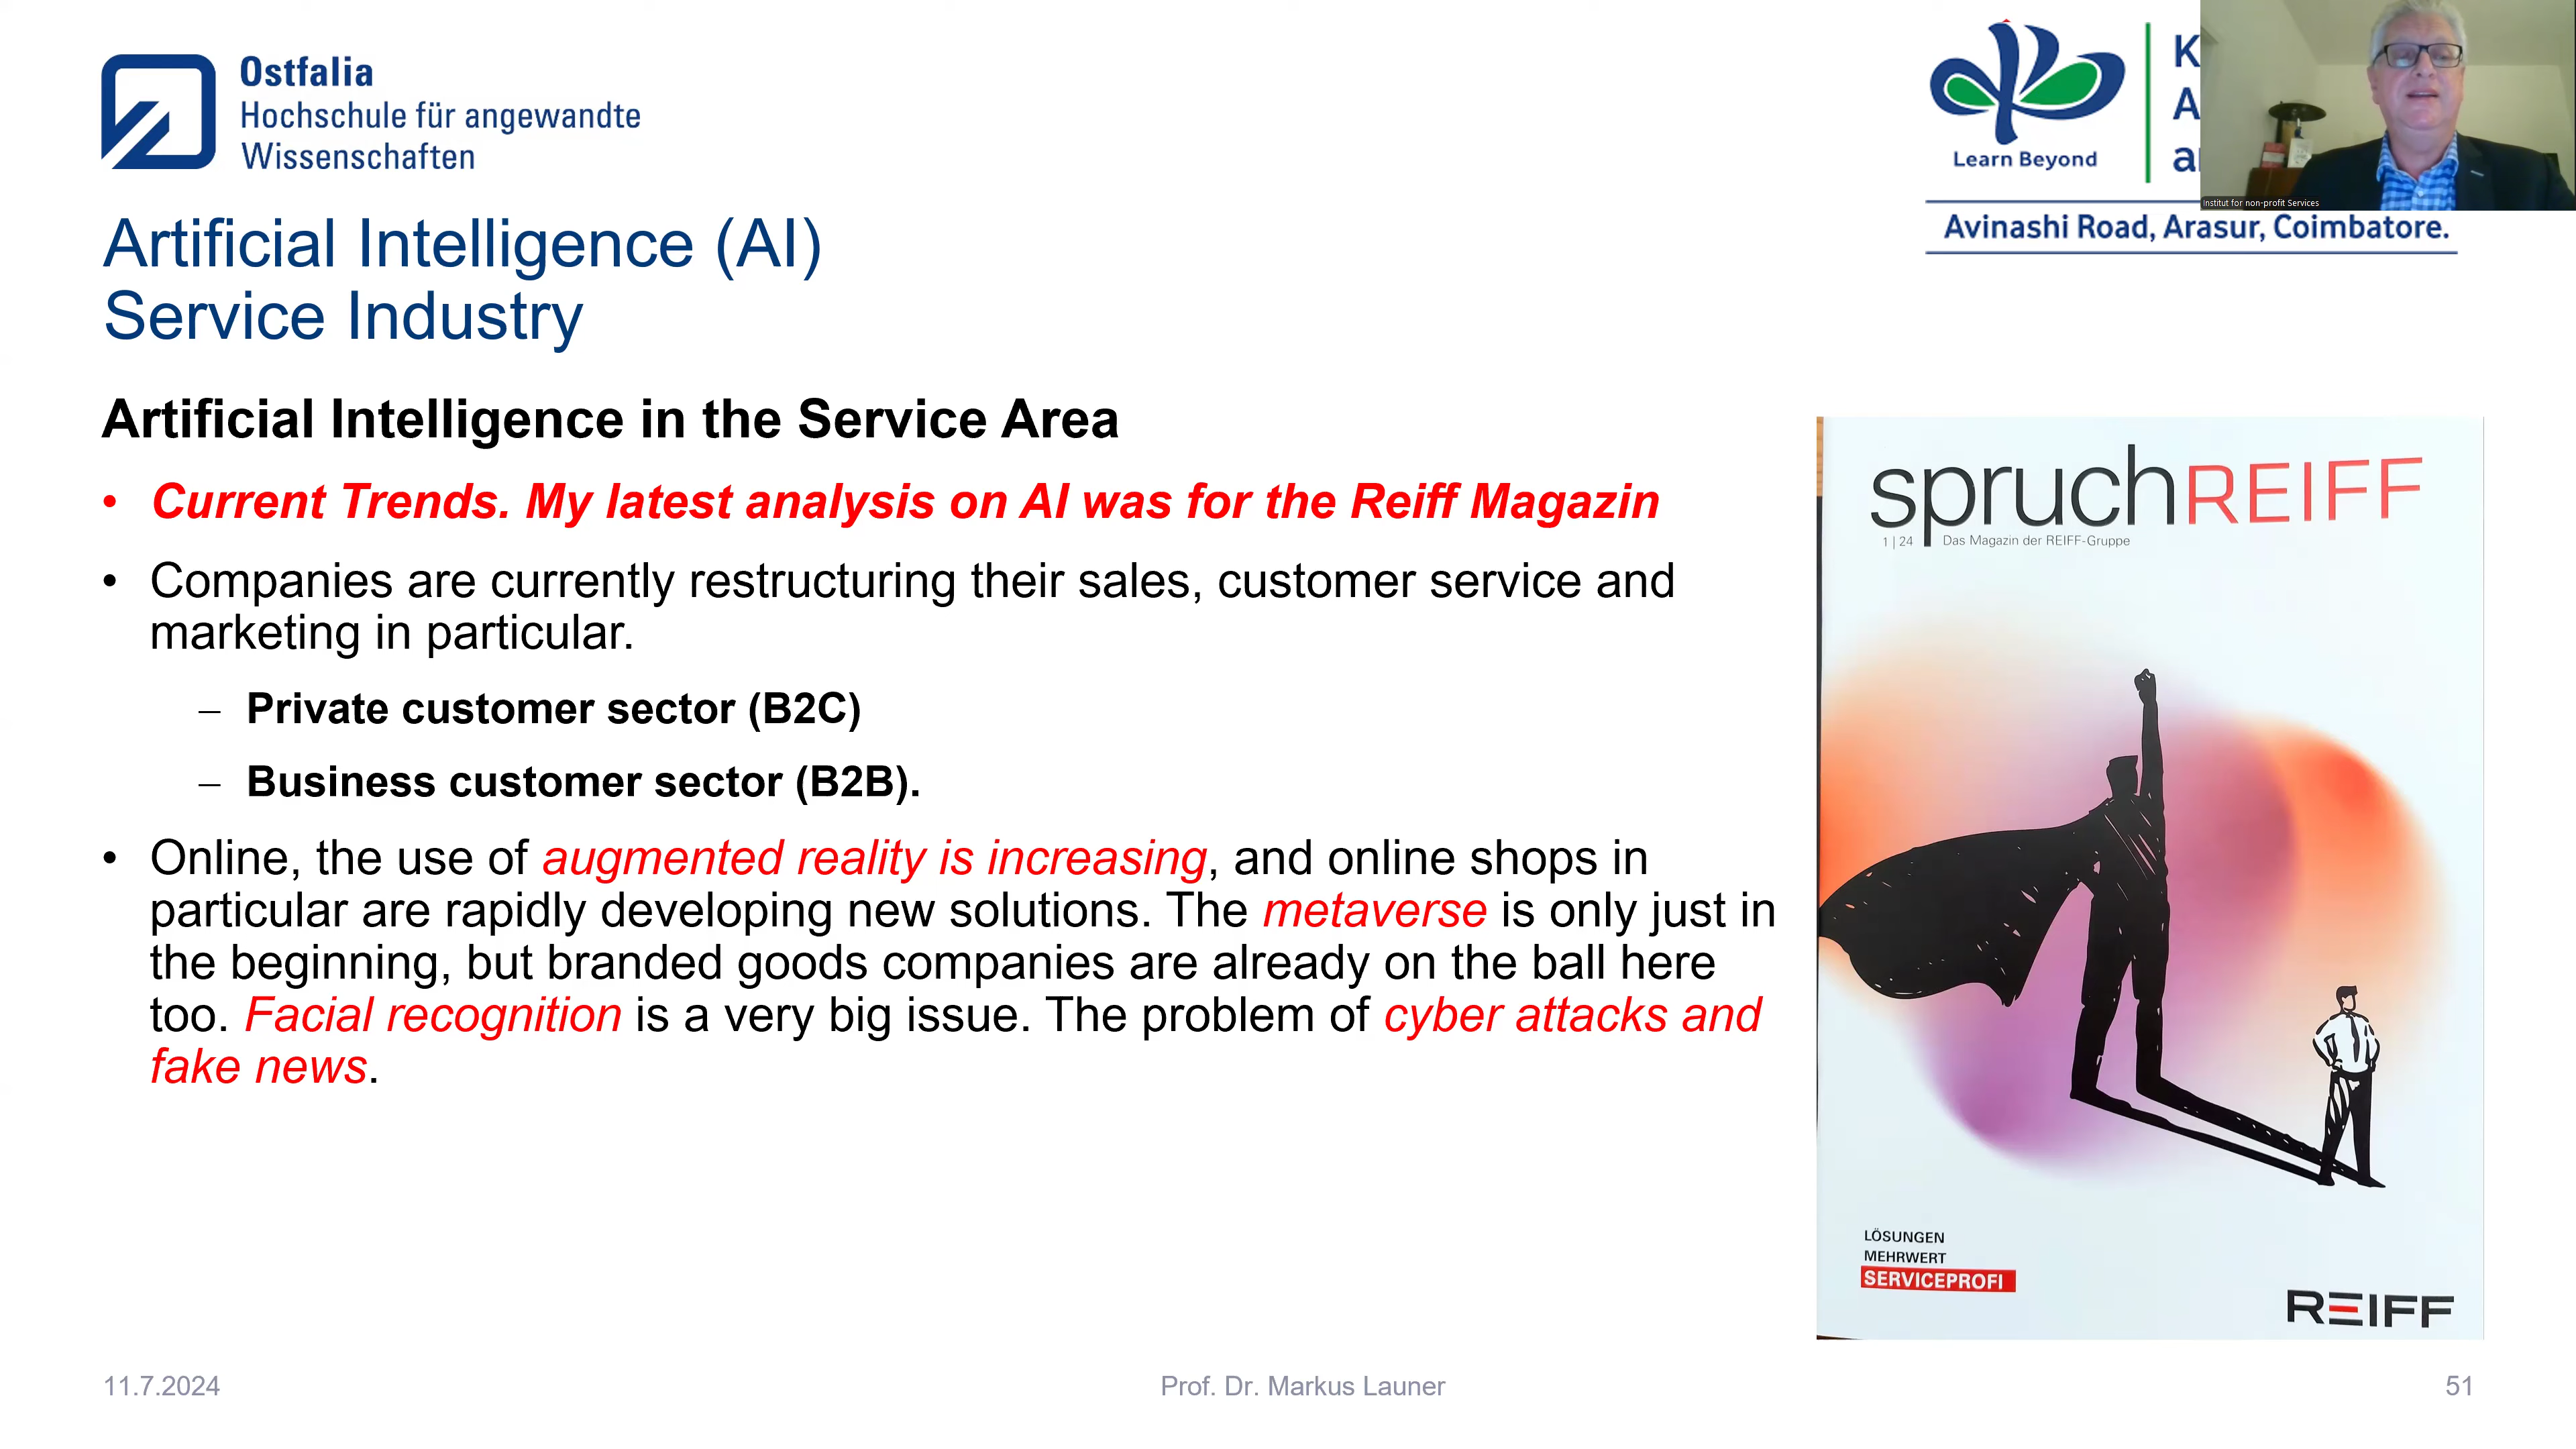 Ostfalia
Hochschule für angewandte
Wissenschaften
Learn Beyond
K
A
Institut for non-profit Services
Avinashi Road, Arasur, Coimbatore.
Artificial Intelligence (AI)
Service Industry
Artificial Intelligence in the Service Area
• Current Trends. My latest analysis on AI was for the Reiff Magazin
• Companies are currently restructuring their sales, customer service and
marketing in particular.
– Private customer sector (B2C)
– Business customer sector (B2B).
• Online, the use of augmented reality is increasing, and online shops in
particular are rapidly developing new solutions. The metaverse is only just in
the beginning, but branded goods companies are already on the ball here
too. Facial recognition is a very big issue. The problem of cyber attacks and
fake news.
spruchREIFF
1 | 24 Das Magazin der REIFF-Gruppe
LÖSUNGEN
MEHRWERT
SERVICEPROFI
REIFF
11.7.2024
Prof. Dr. Markus Launer
51